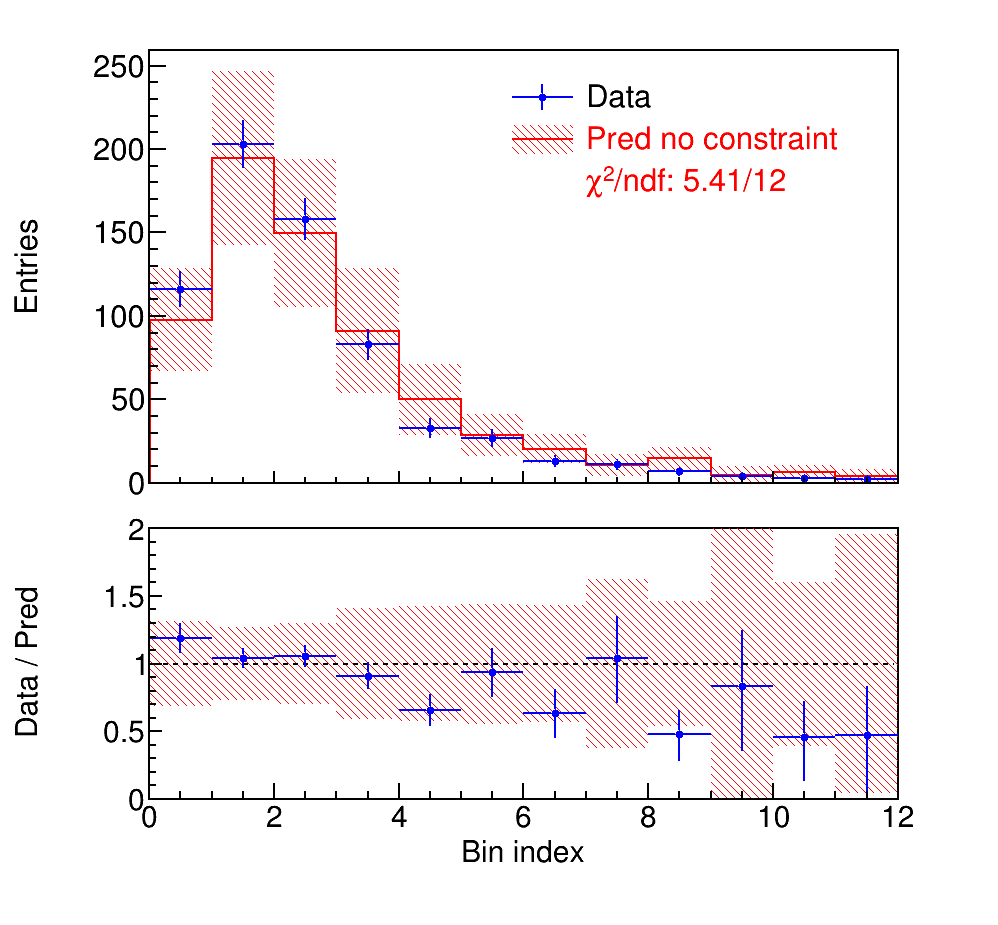 250
200
150
100
50
0
Entries
Data
Pred no constraint
χ²/ndf: 5.41/12
2
1.5
1
0.5
0
Data / Pred
0 2 4 6 8 10 12
Bin index